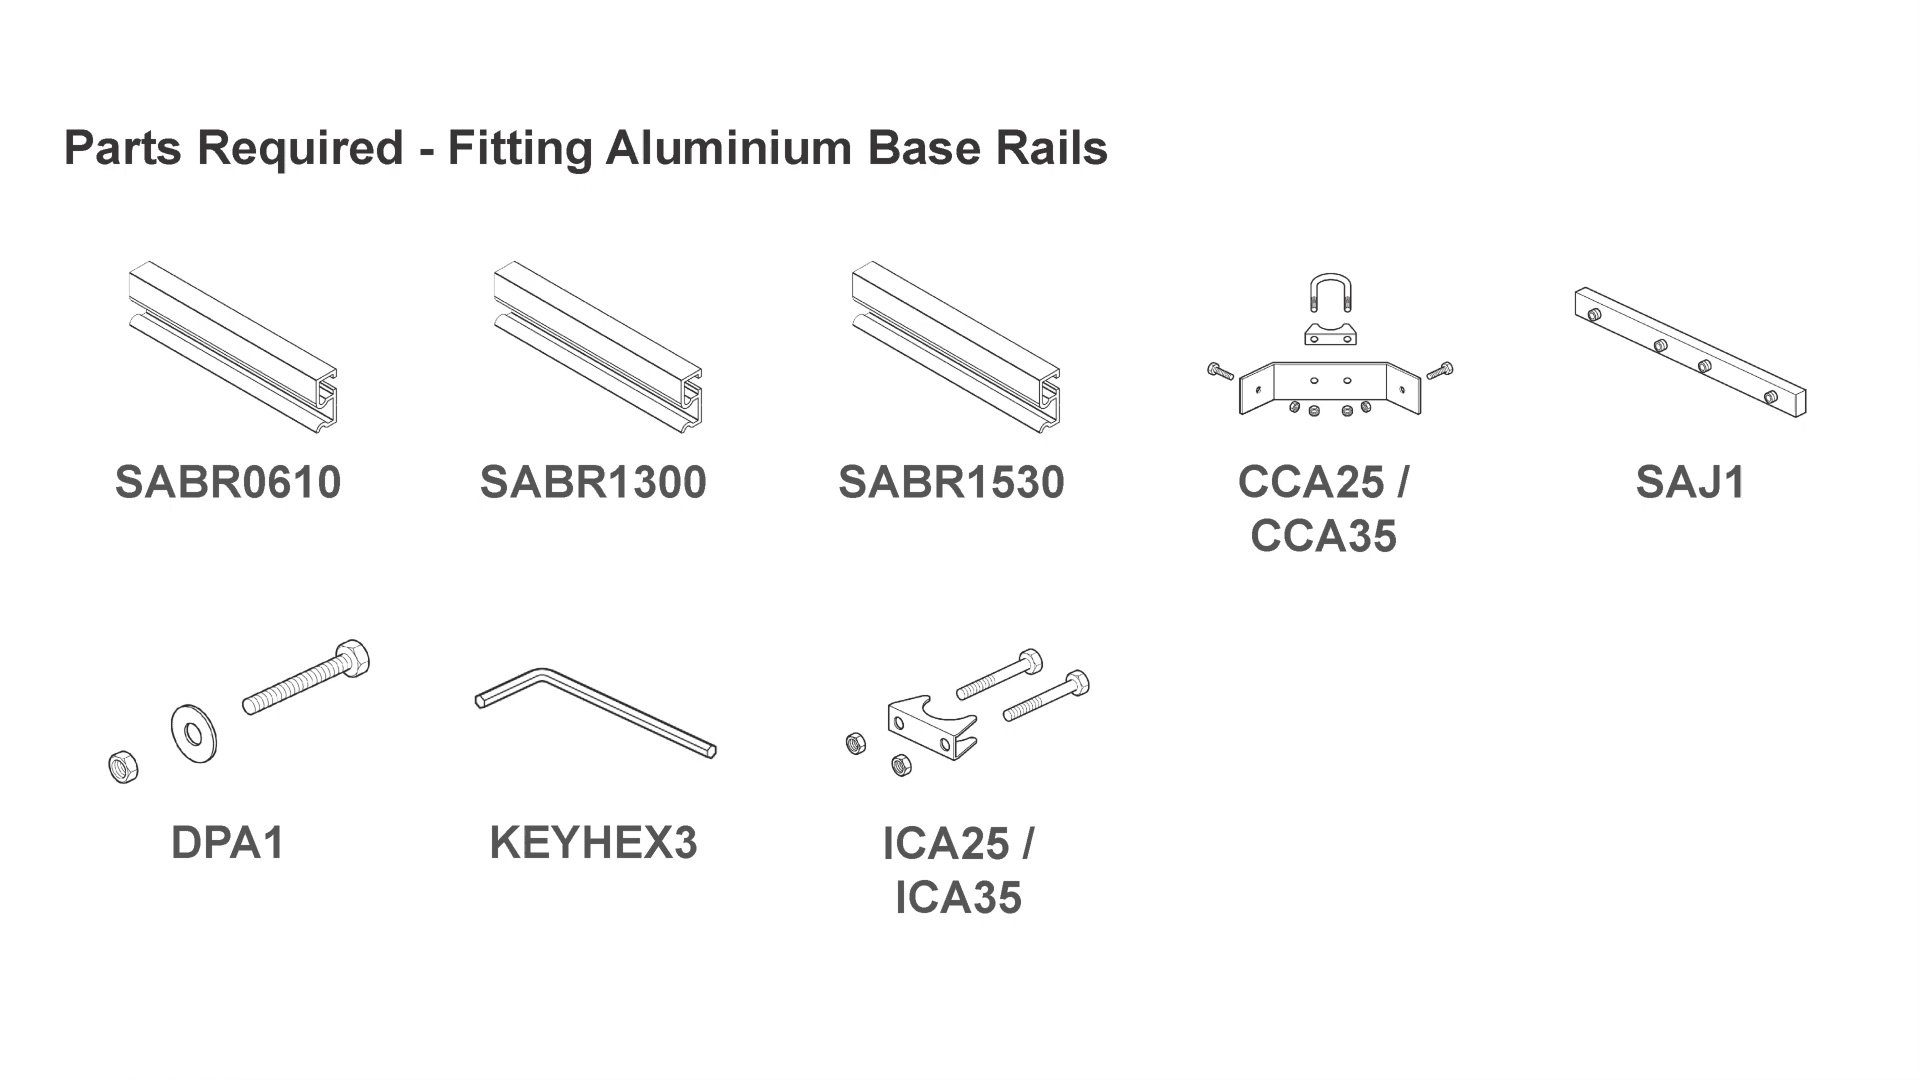 Parts Required - Fitting Aluminium Base Rails
SABR0610
SABR1300
SABR1530
CCA25 /
CCA35
SAJ1
DPA1
KEYHEX3
ICA25 /
ICA35